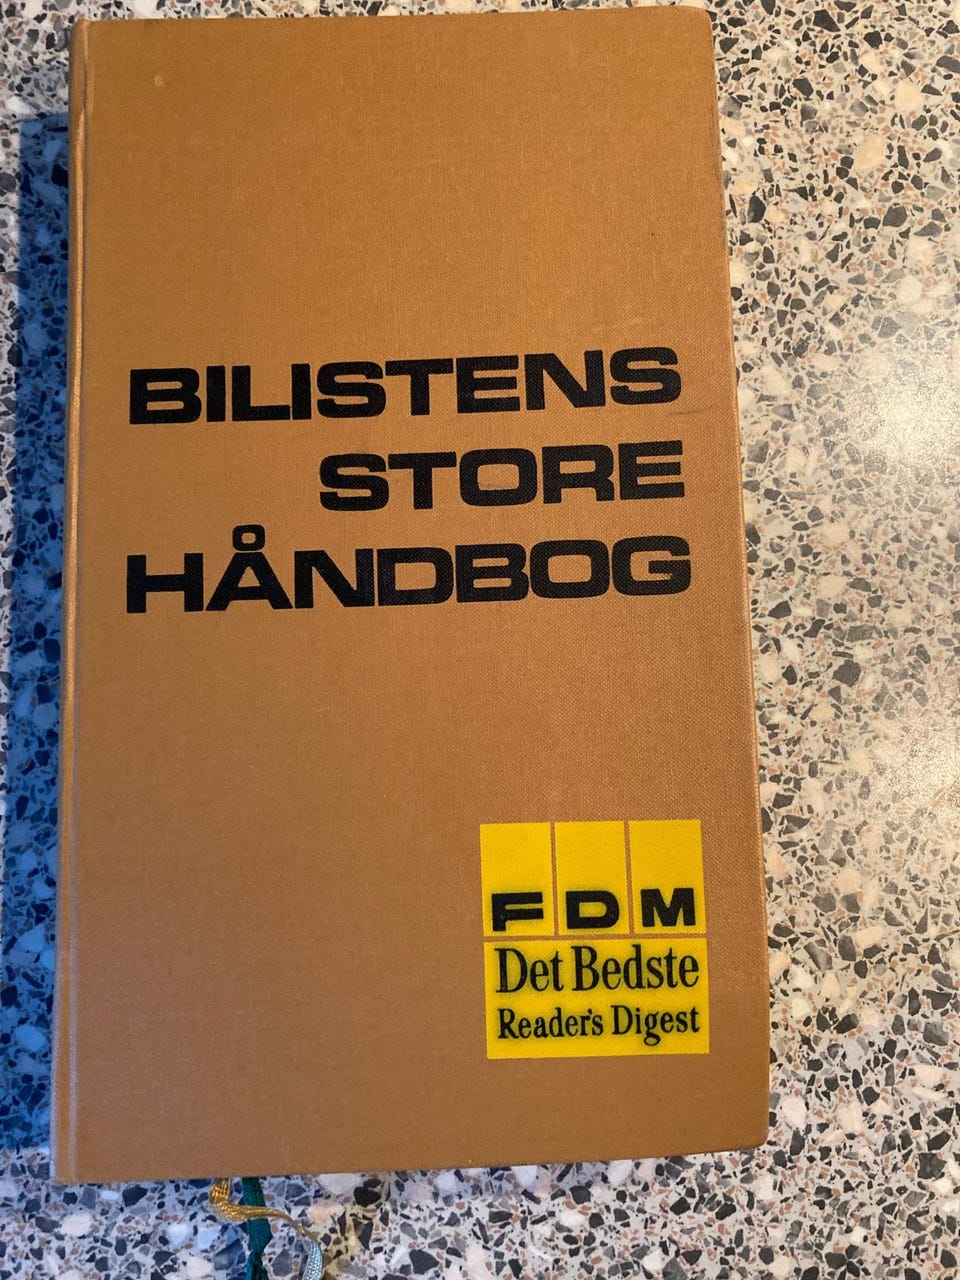 BILISTENS
STORE
HÅNDBOG
FDM
Det Bedste
Reader's Digest